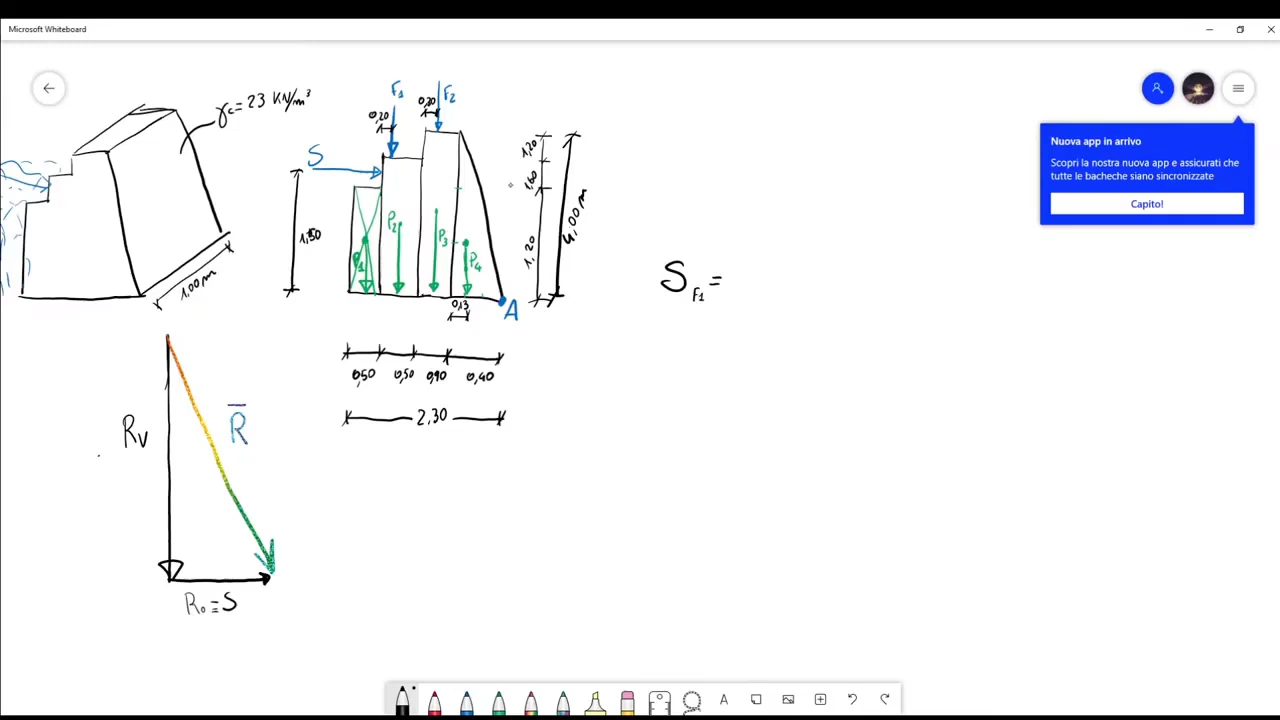 Microsoft Whiteboard
γc = 23 KN/m³
1,00 m
F1
F2
0,20
0,20
S
1,50
P1
P2
P3
P4
0,13
A
1,20
1,60
1,20
4,00 m
0,50 0,50 0,90 0,40
2,30
S F1 =
RV
R
Ro = S
Nuova app in arrivo
Scopri la nostra nuova app e assicurati che
tutte le bacheche siano sincronizzate
Capito!
A